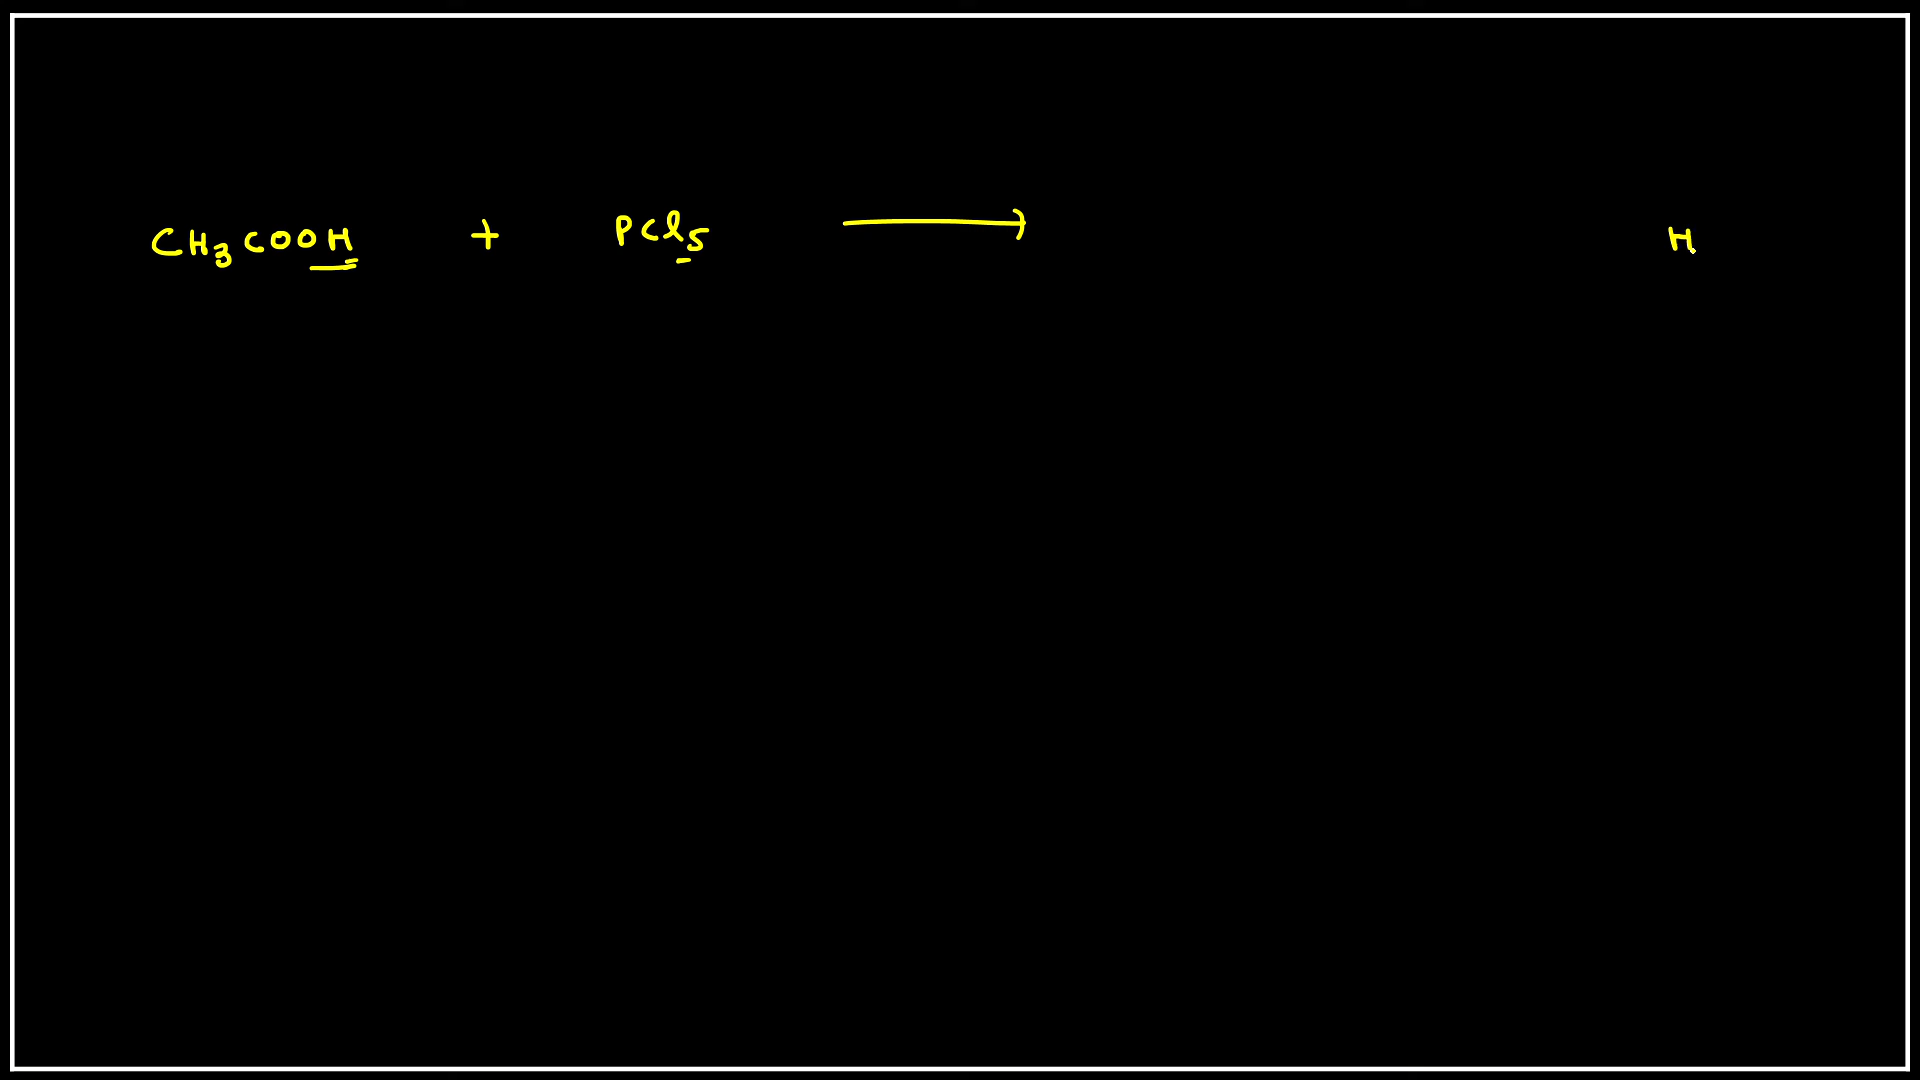 CH₃COOH + PCl₅ ⟶ H